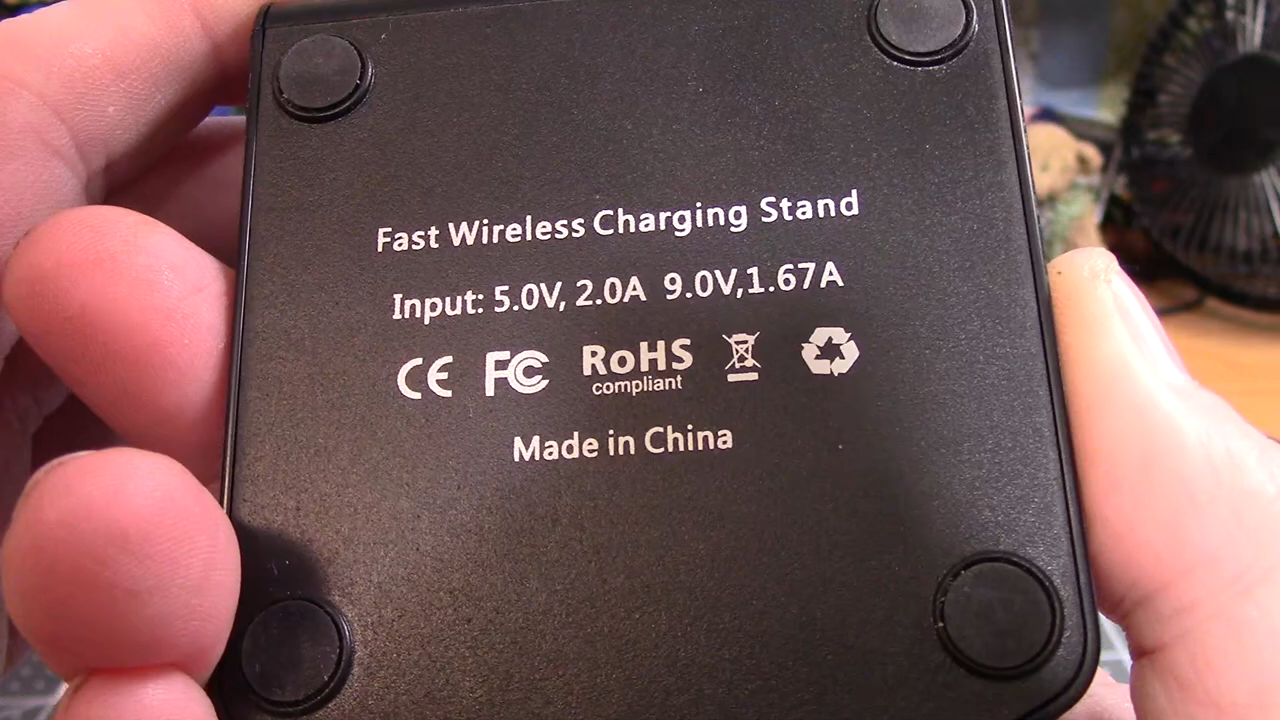 Fast Wireless Charging Stand
Input: 5.0V, 2.0A 9.0V,1.67A
CE FC RoHS
compliant
Made in China